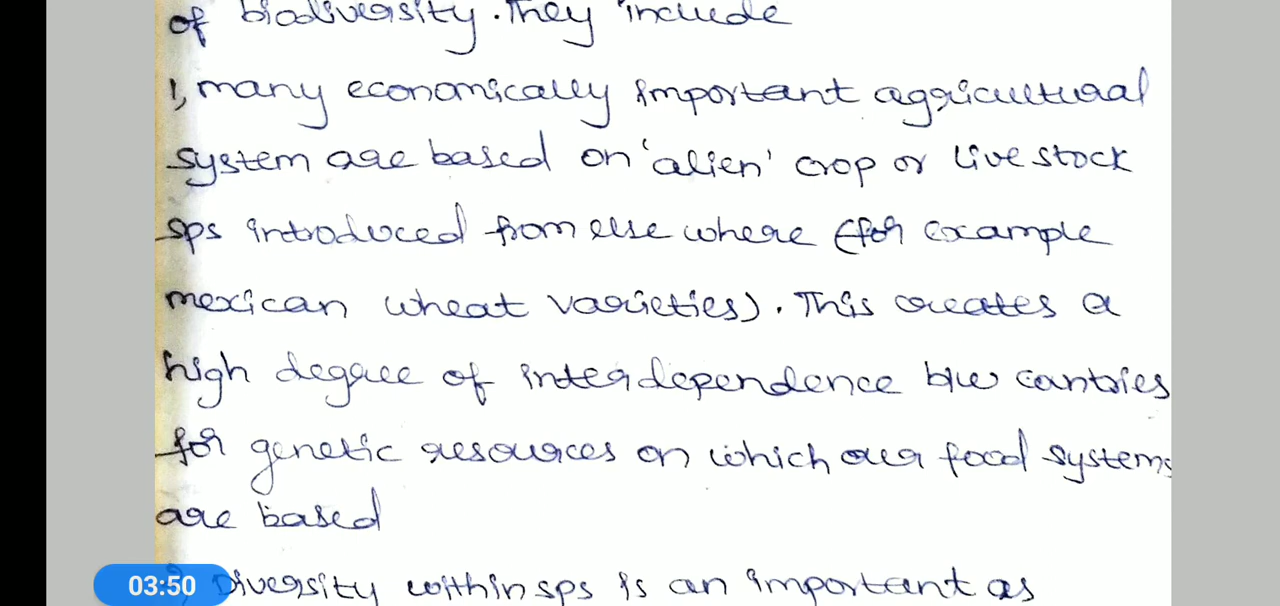 of biodiversity. They include
1, many economically important agricultural
system are based on 'alien' crop or live stock
sps introduced from else where (for example
mexican wheat varieties). This creates a
high degree of interdependence b/w cantries
for genetic resources on which our food systems
are based
03:50
Diversity within sps is an important as